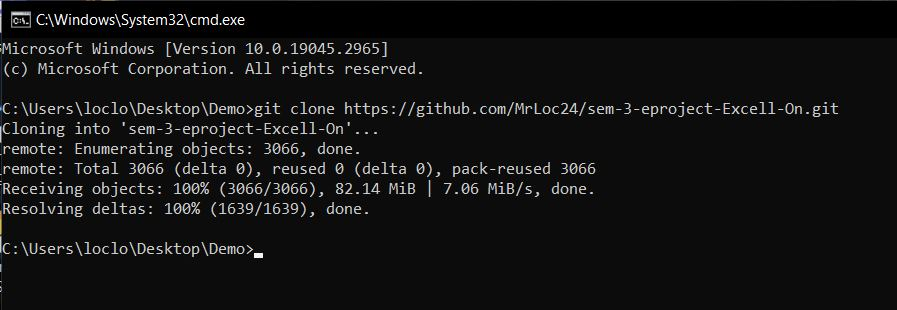 C:\Windows\System32\cmd.exe
Microsoft Windows [Version 10.0.19045.2965]
(c) Microsoft Corporation. All rights reserved.
C:\Users\loclo\Desktop\Demo>git clone https://github.com/MrLoc24/sem-3-eproject-Excell-On.git
Cloning into 'sem-3-eproject-Excell-On'...
remote: Enumerating objects: 3066, done.
remote: Total 3066 (delta 0), reused 0 (delta 0), pack-reused 3066
Receiving objects: 100% (3066/3066), 82.14 MiB | 7.06 MiB/s, done.
Resolving deltas: 100% (1639/1639), done.
C:\Users\loclo\Desktop\Demo>